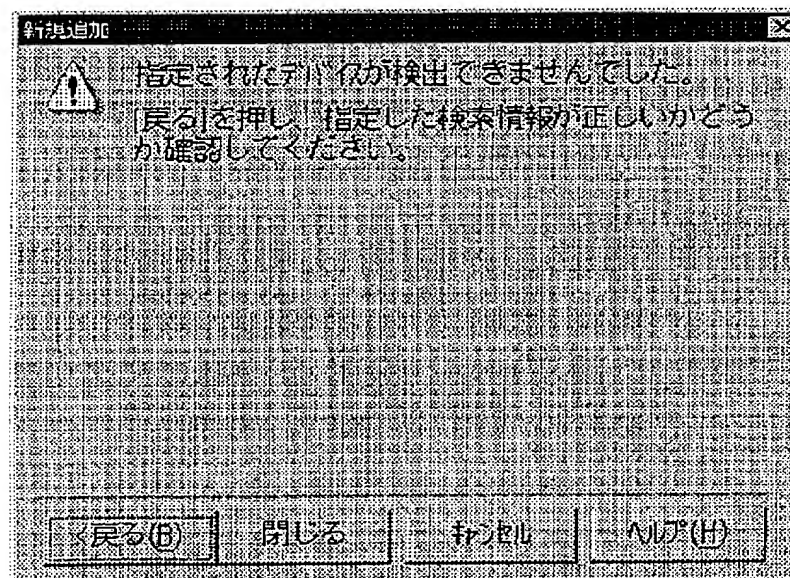 新規追加
指定されたデバイスが検出できませんでした。
[戻る]を押し、指定した検索情報が正しいかどう
か確認してください。
<戻る(B) 閉じる キャンセル ヘルプ(H)